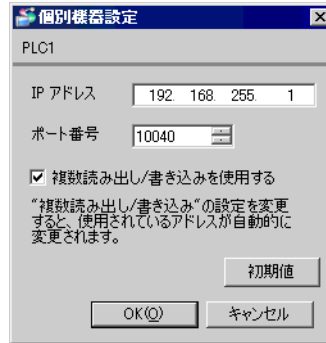 個別機器設定
PLC1
IP アドレス 192. 168. 255. 1
ポート番号 10040
複数読み出し/書き込みを使用する
“複数読み出し/書き込み“の設定を変更
すると、使用されているアドレスが自動的に
変更されます。
初期値
OK(O) キャンセル